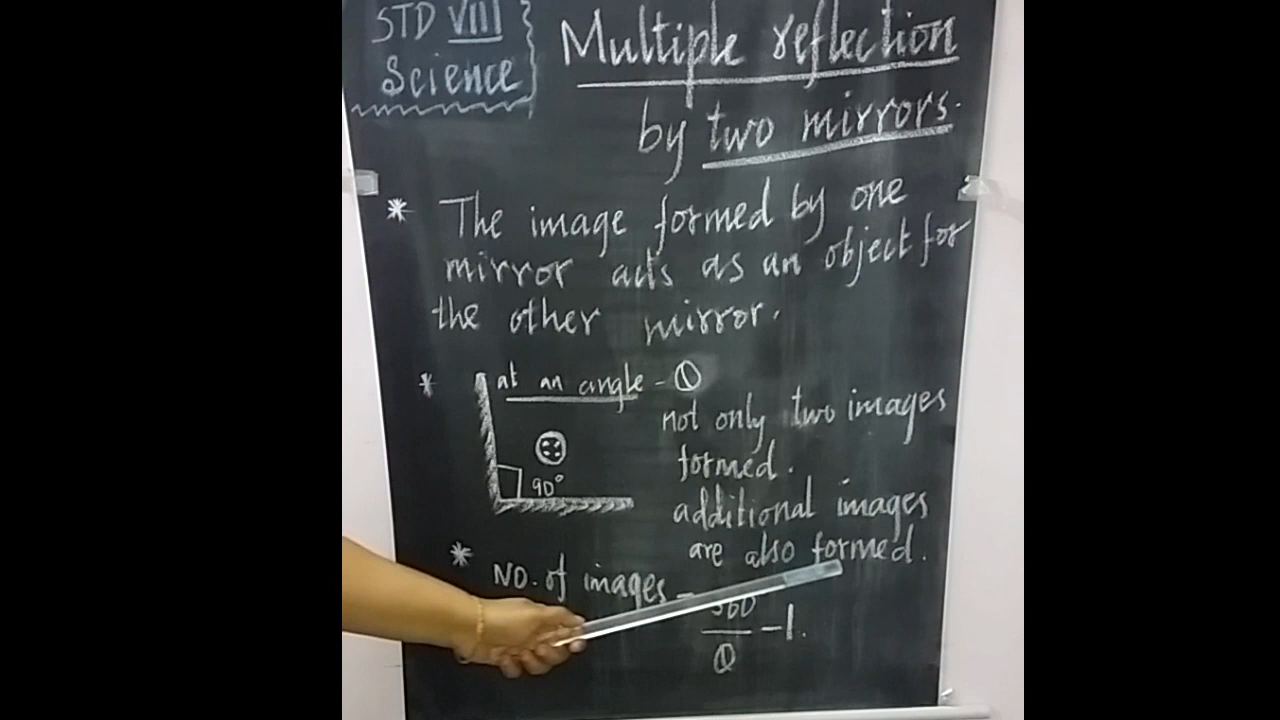 STD VIII
Science
Multiple reflection
by two mirrors.
* The image formed by one
mirror acts as an object for
the other mirror.
* at an angle - θ
not only two images
formed.
90°
additional images
are also formed.
* NO. of images = 360
θ
-1.